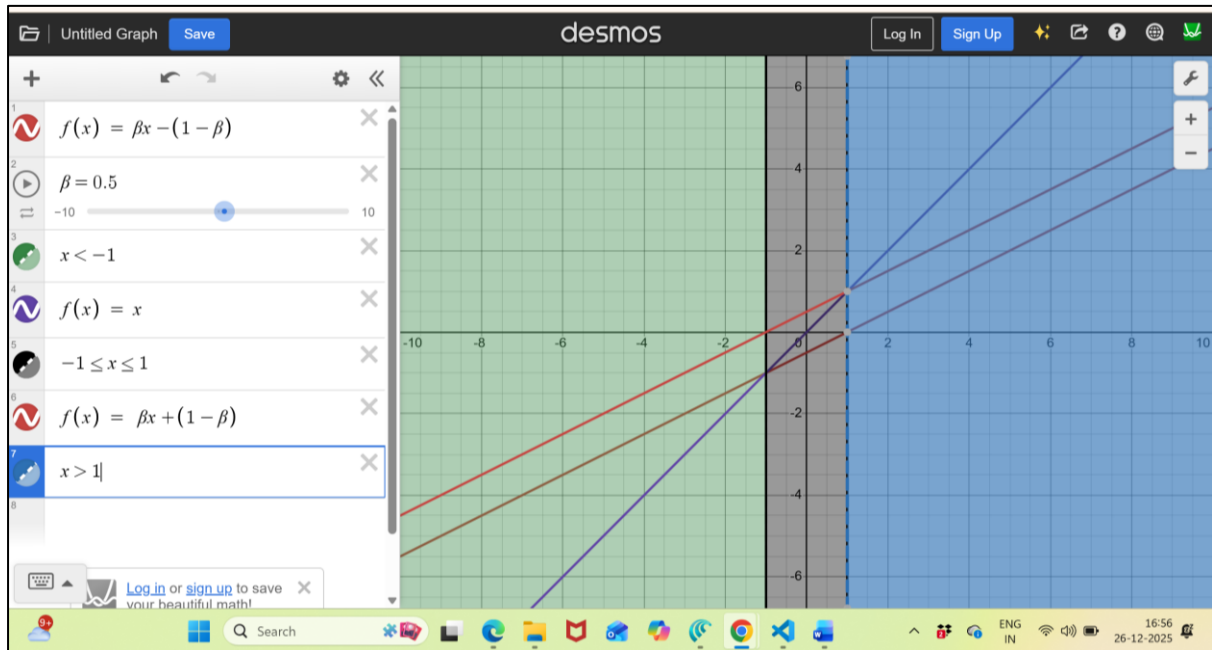 Untitled Graph Save desmos Log In Sign Up
1 f(x) = βx − (1 − β)
2 β = 0.5
-10 10
3 x < −1
4 f(x) = x
5 −1 ≤ x ≤ 1
6 f(x) = βx + (1 − β)
7 x > 1
8
Log in or sign up to save
your beautiful math!
6
4
2
-10 -8 -6 -4 -2 0 2 4 6 8 10
-2
-4
-6
9+ Search ENG 16:56
IN 26-12-2025